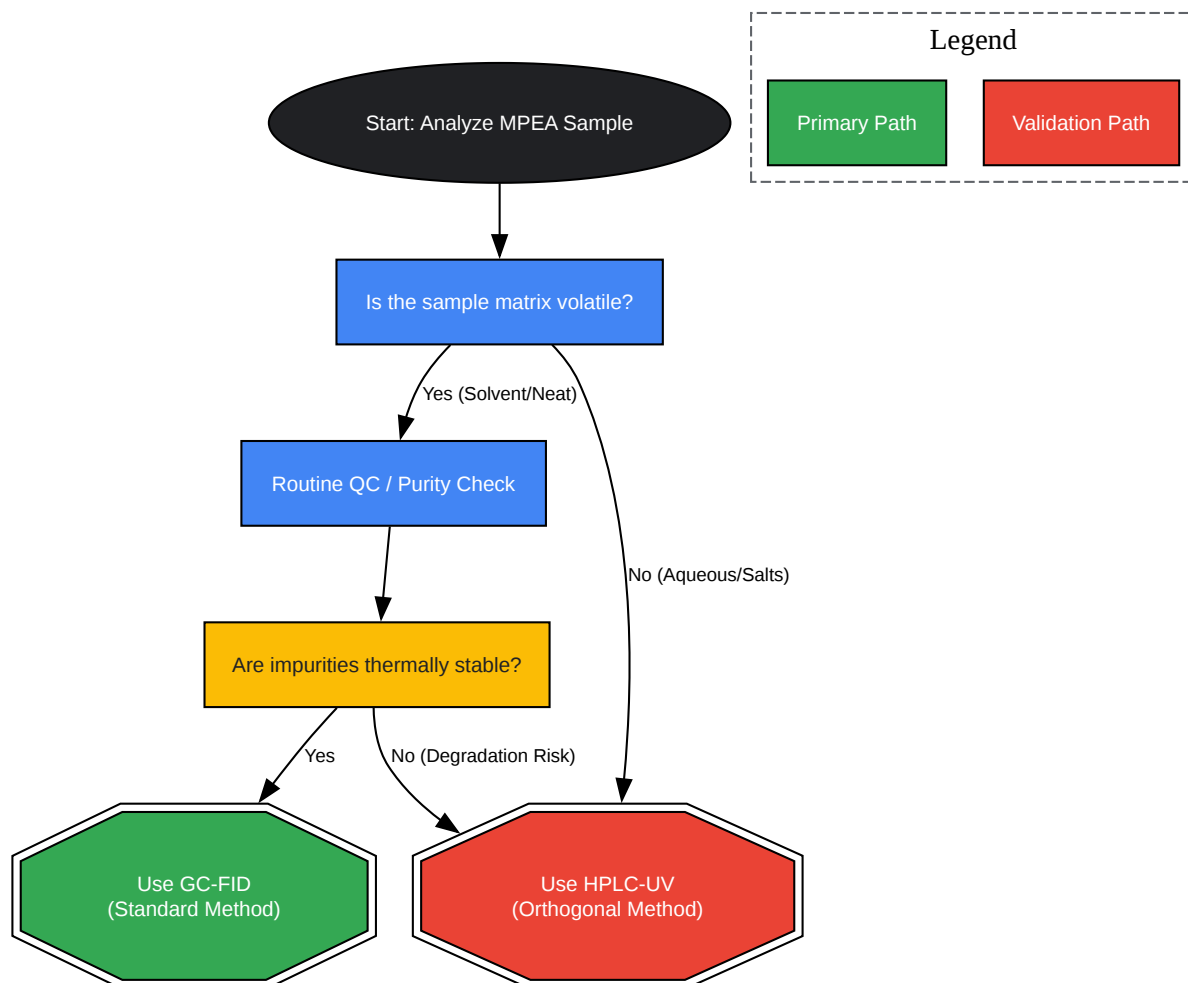 Legend
Start: Analyze MPEA Sample
Primary Path
Validation Path
Is the sample matrix volatile?
Yes (Solvent/Neat)
Routine QC / Purity Check
No (Aqueous/Salts)
Are impurities thermally stable?
Yes
No (Degradation Risk)
Use GC-FID
(Standard Method)
Use HPLC-UV
(Orthogonal Method)